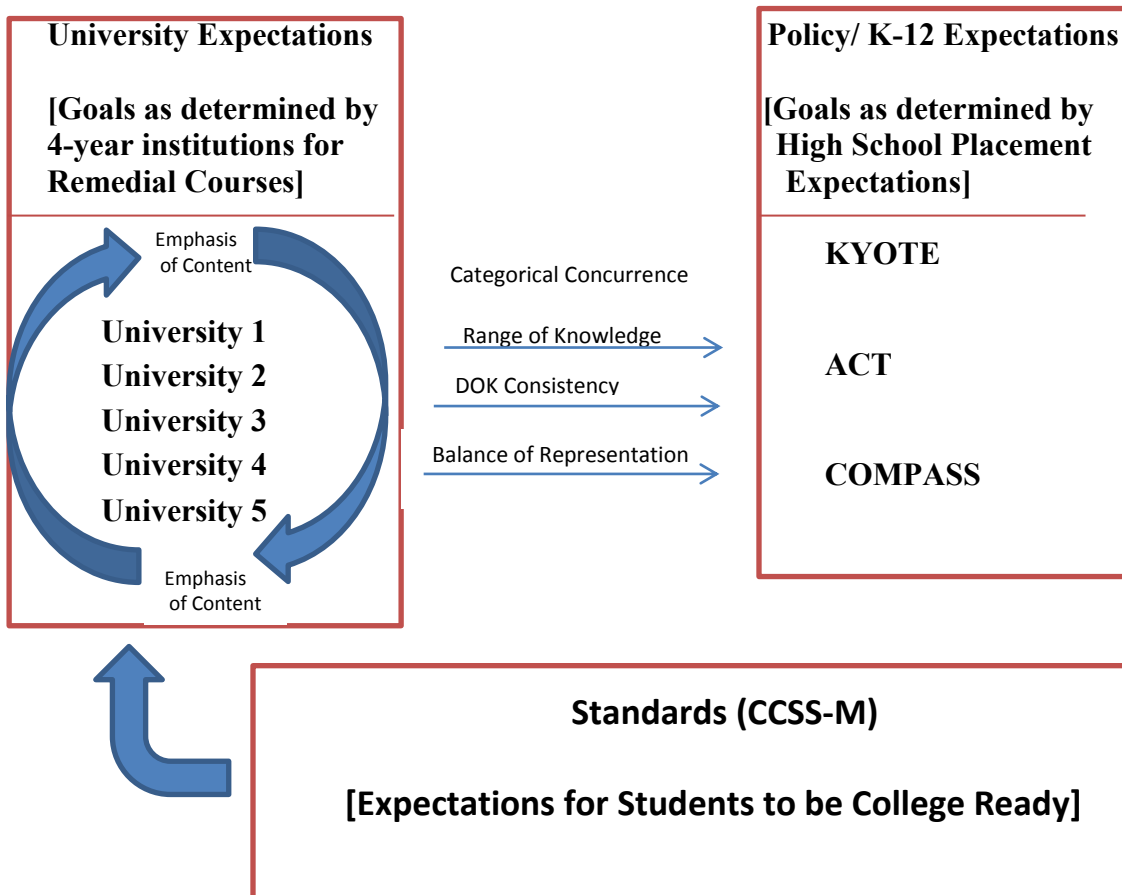 University Expectations
[Goals as determined by
4-year institutions for
Remedial Courses]
Emphasis
of Content
University 1
University 2
University 3
University 4
University 5
Emphasis
of Content
Categorical Concurrence
Range of Knowledge
DOK Consistency
Balance of Representation
Policy/ K-12 Expectations
[Goals as determined by
High School Placement
Expectations]
KYOTE
ACT
COMPASS
Standards (CCSS-M)
[Expectations for Students to be College Ready]